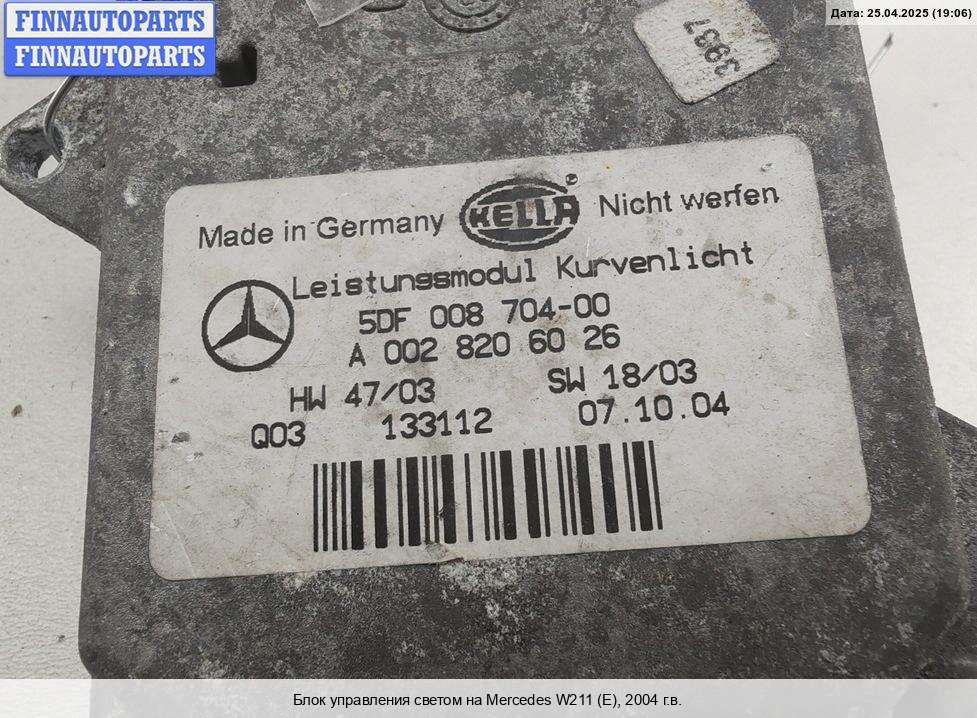 FINNAUTOPARTS
FINNAUTOPARTS
Дата: 25.04.2025 (19:06)
3937
Made in Germany HELLA ® Nicht werfen
Leistungsmodul Kurvenlicht
5DF 008 704-00
A 002 820 60 26
HW 47/03 SW 18/03
Q03 133112 07.10.04
Блок управления светом на Mercedes W211 (E), 2004 г.в.